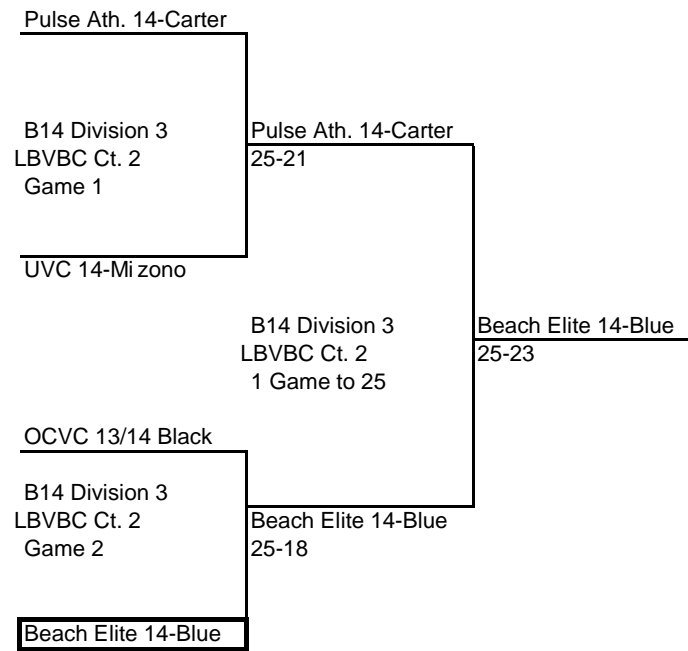 Pulse Ath. 14-Carter
B14 Division 3
LBVBC Ct. 2
Game 1
Pulse Ath. 14-Carter
25-21
UVC 14-Mizono
B14 Division 3
LBVBC Ct. 2
1 Game to 25
Beach Elite 14-Blue
25-23
OCVC 13/14 Black
B14 Division 3
LBVBC Ct. 2
Game 2
Beach Elite 14-Blue
25-18
Beach Elite 14-Blue